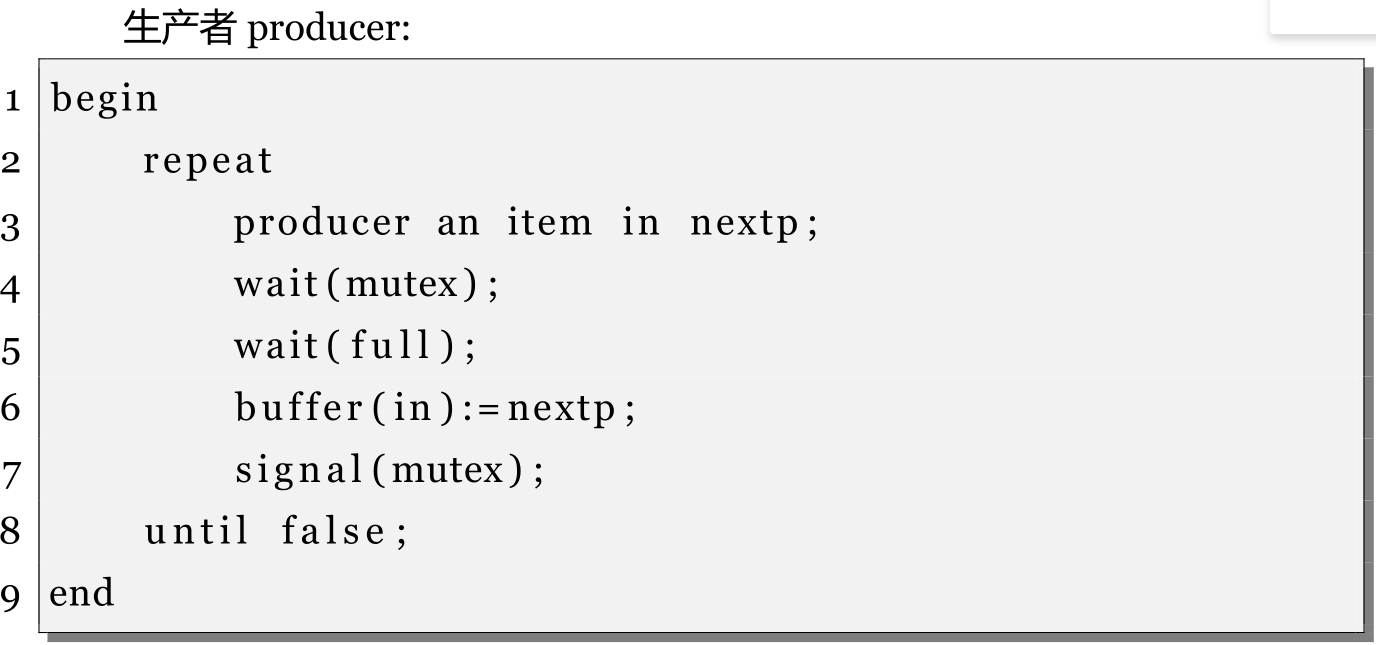 生产者 producer:
1 begin
2 repeat
3 producer an item in nextp;
4 wait(mutex);
5 wait(full);
6 buffer(in):=nextp;
7 signal(mutex);
8 until false;
9 end